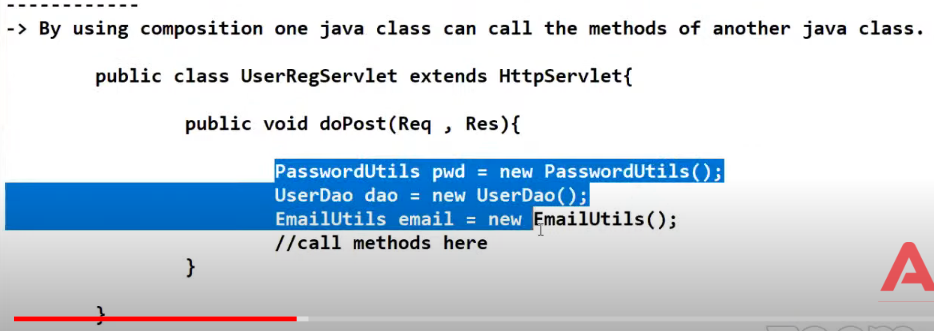 ------------
-> By using composition one java class can call the methods of another java class.
public class UserRegServlet extends HttpServlet{
public void doPost(Req , Res){
PasswordUtils pwd = new PasswordUtils();
UserDao dao = new UserDao();
EmailUtils email = new EmailUtils();
//call methods here
}
}
A
zoom